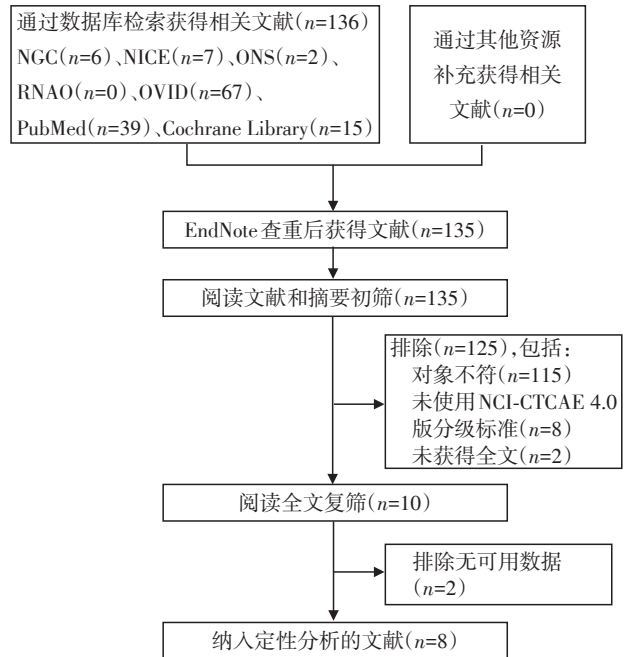 通过数据库检索获得相关文献(n=136)
NGC(n=6)、NICE(n=7)、ONS(n=2)、
RNAO(n=0)、OVID(n=67)、
PubMed(n=39)、Cochrane Library(n=15)
通过其他资源
补充获得相关
文献(n=0)
EndNote查重后获得文献(n=135)
阅读文献和摘要初筛(n=135)
排除(n=125),包括:
对象不符(n=115)
未使用NCI-CTCAE 4.0
版分级标准(n=8)
未获得全文(n=2)
阅读全文复筛(n=10)
排除无可用数据
(n=2)
纳入定性分析的文献(n=8)